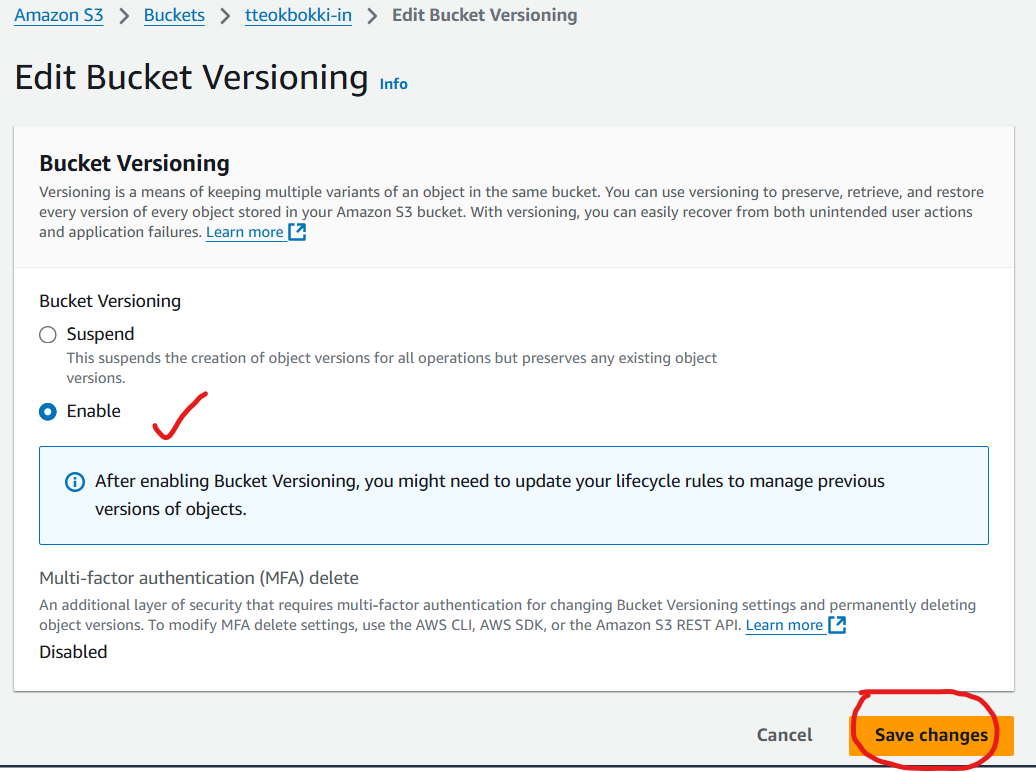 Amazon S3 > Buckets > tteokbokki-in > Edit Bucket Versioning
Edit Bucket Versioning Info
Bucket Versioning
Versioning is a means of keeping multiple variants of an object in the same bucket. You can use versioning to preserve, retrieve, and restore
every version of every object stored in your Amazon S3 bucket. With versioning, you can easily recover from both unintended user actions
and application failures. Learn more
Bucket Versioning
Suspend
This suspends the creation of object versions for all operations but preserves any existing object
versions.
Enable
After enabling Bucket Versioning, you might need to update your lifecycle rules to manage previous
versions of objects.
Multi-factor authentication (MFA) delete
An additional layer of security that requires multi-factor authentication for changing Bucket Versioning settings and permanently deleting
object versions. To modify MFA delete settings, use the AWS CLI, AWS SDK, or the Amazon S3 REST API. Learn more
Disabled
Cancel Save changes